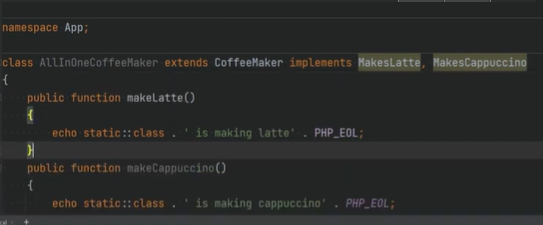 namespace App;
class AllInOneCoffeeMaker extends CoffeeMaker implements MakesLatte, MakesCappuccino
{
public function makeLatte()
{
echo static::class . ' is making latte' . PHP_EOL;
}
public function makeCappuccino()
{
echo static::class . ' is making cappuccino' . PHP_EOL;